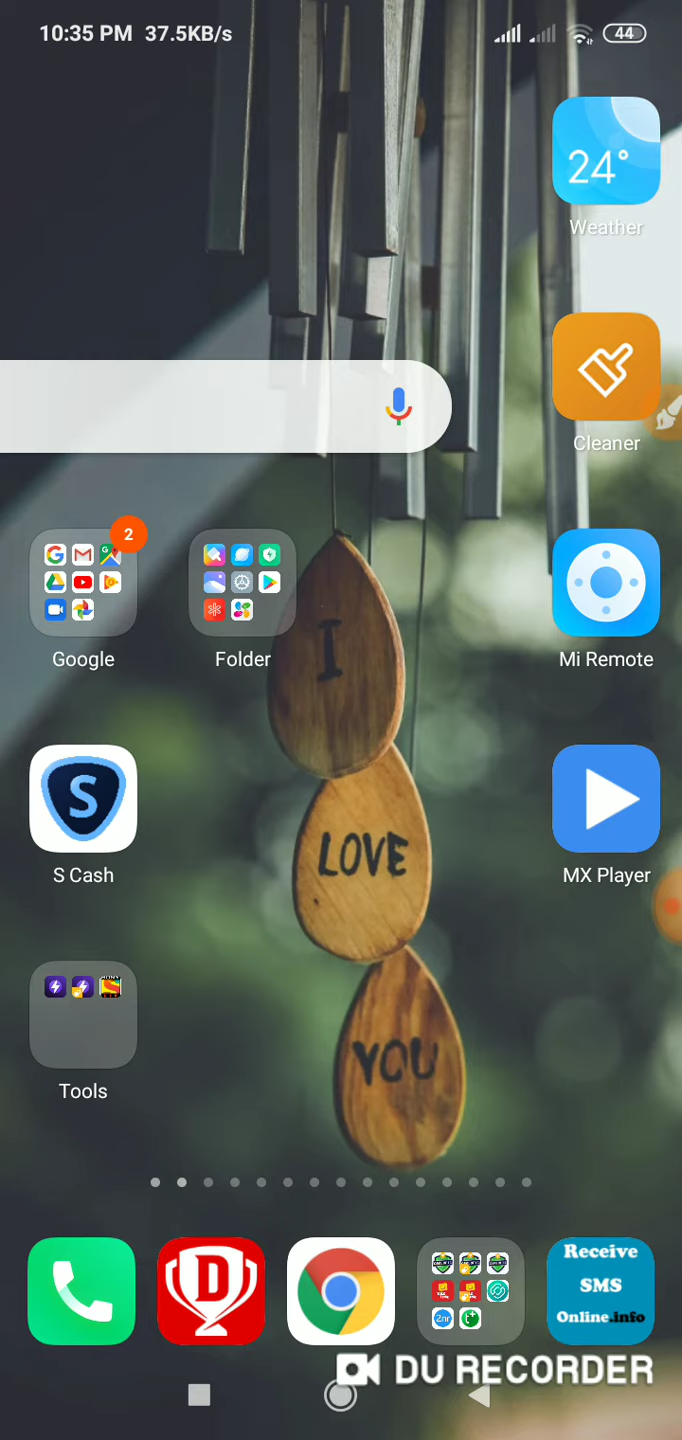 10:35 PM 37.5KB/s
44
24°
Weather
Cleaner
2
Google
Folder
Mi Remote
I
S
S Cash
MX Player
LOVE
Tools
YOU
D
Receive
SMS
Online.info
DU RECORDER